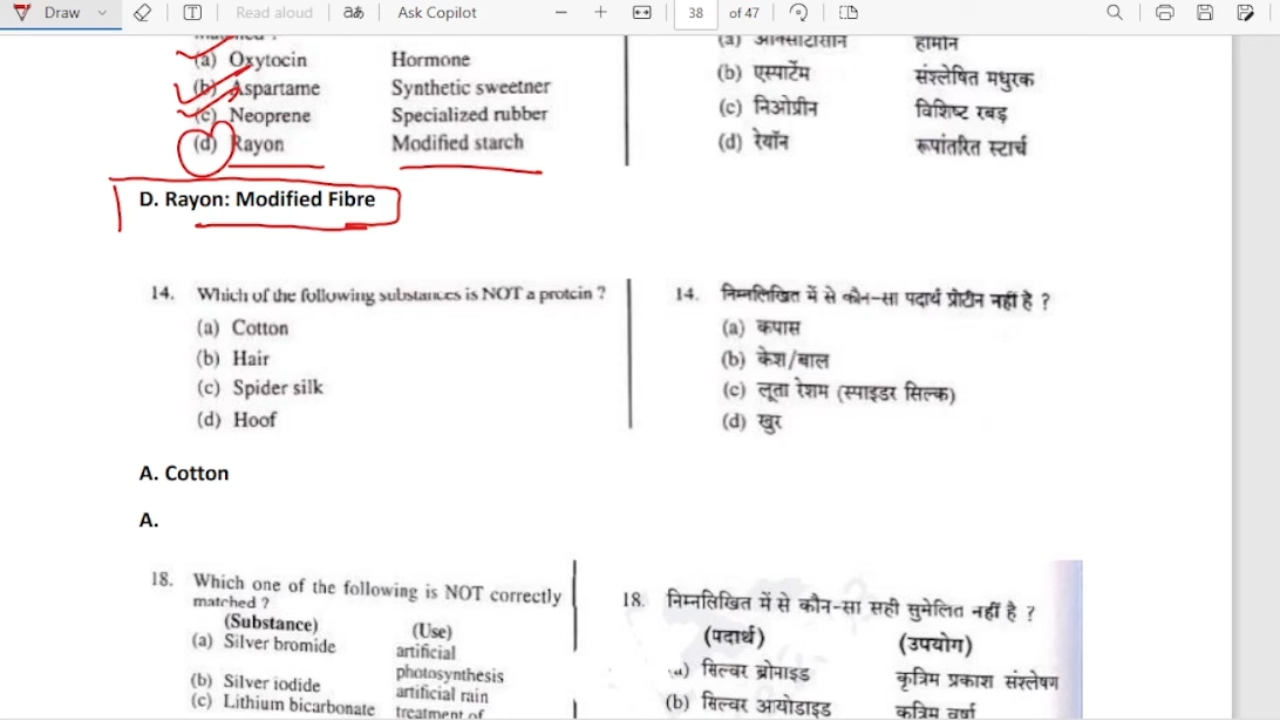 Draw
Read aloud
Ask Copilot
38 of 47
(a) Oxytocin Hormone
(b) Aspartame Synthetic sweetner
(c) Neoprene Specialized rubber
(d) Rayon Modified starch
(a) ऑक्सीटोसीन हार्मोन
(b) एस्पार्टेम संश्लेषित मधुरक
(c) निओप्रीन विशिष्ट रबड़
(d) रेयॉन रूपांतरित स्टार्च
D. Rayon: Modified Fibre
14. Which of the following substances is NOT a protein ?
(a) Cotton
(b) Hair
(c) Spider silk
(d) Hoof
14. निम्नलिखित में से कौन-सा पदार्थ प्रोटीन नहीं है ?
(a) कपास
(b) केश/बाल
(c) लूता रेशम (स्पाइडर सिल्क)
(d) खुर
A. Cotton
A.
18. Which one of the following is NOT correctly
matched ?
(Substance) (Use)
(a) Silver bromide artificial
photosynthesis
(b) Silver iodide artificial rain
(c) Lithium bicarbonate treatment of
18. निम्नलिखित में से कौन-सा सही सुमेलित नहीं है ?
(पदार्थ) (उपयोग)
(a) सिल्वर ब्रोमाइड कृत्रिम प्रकाश संश्लेषण
(b) सिल्वर आयोडाइड कृत्रिम वर्षा